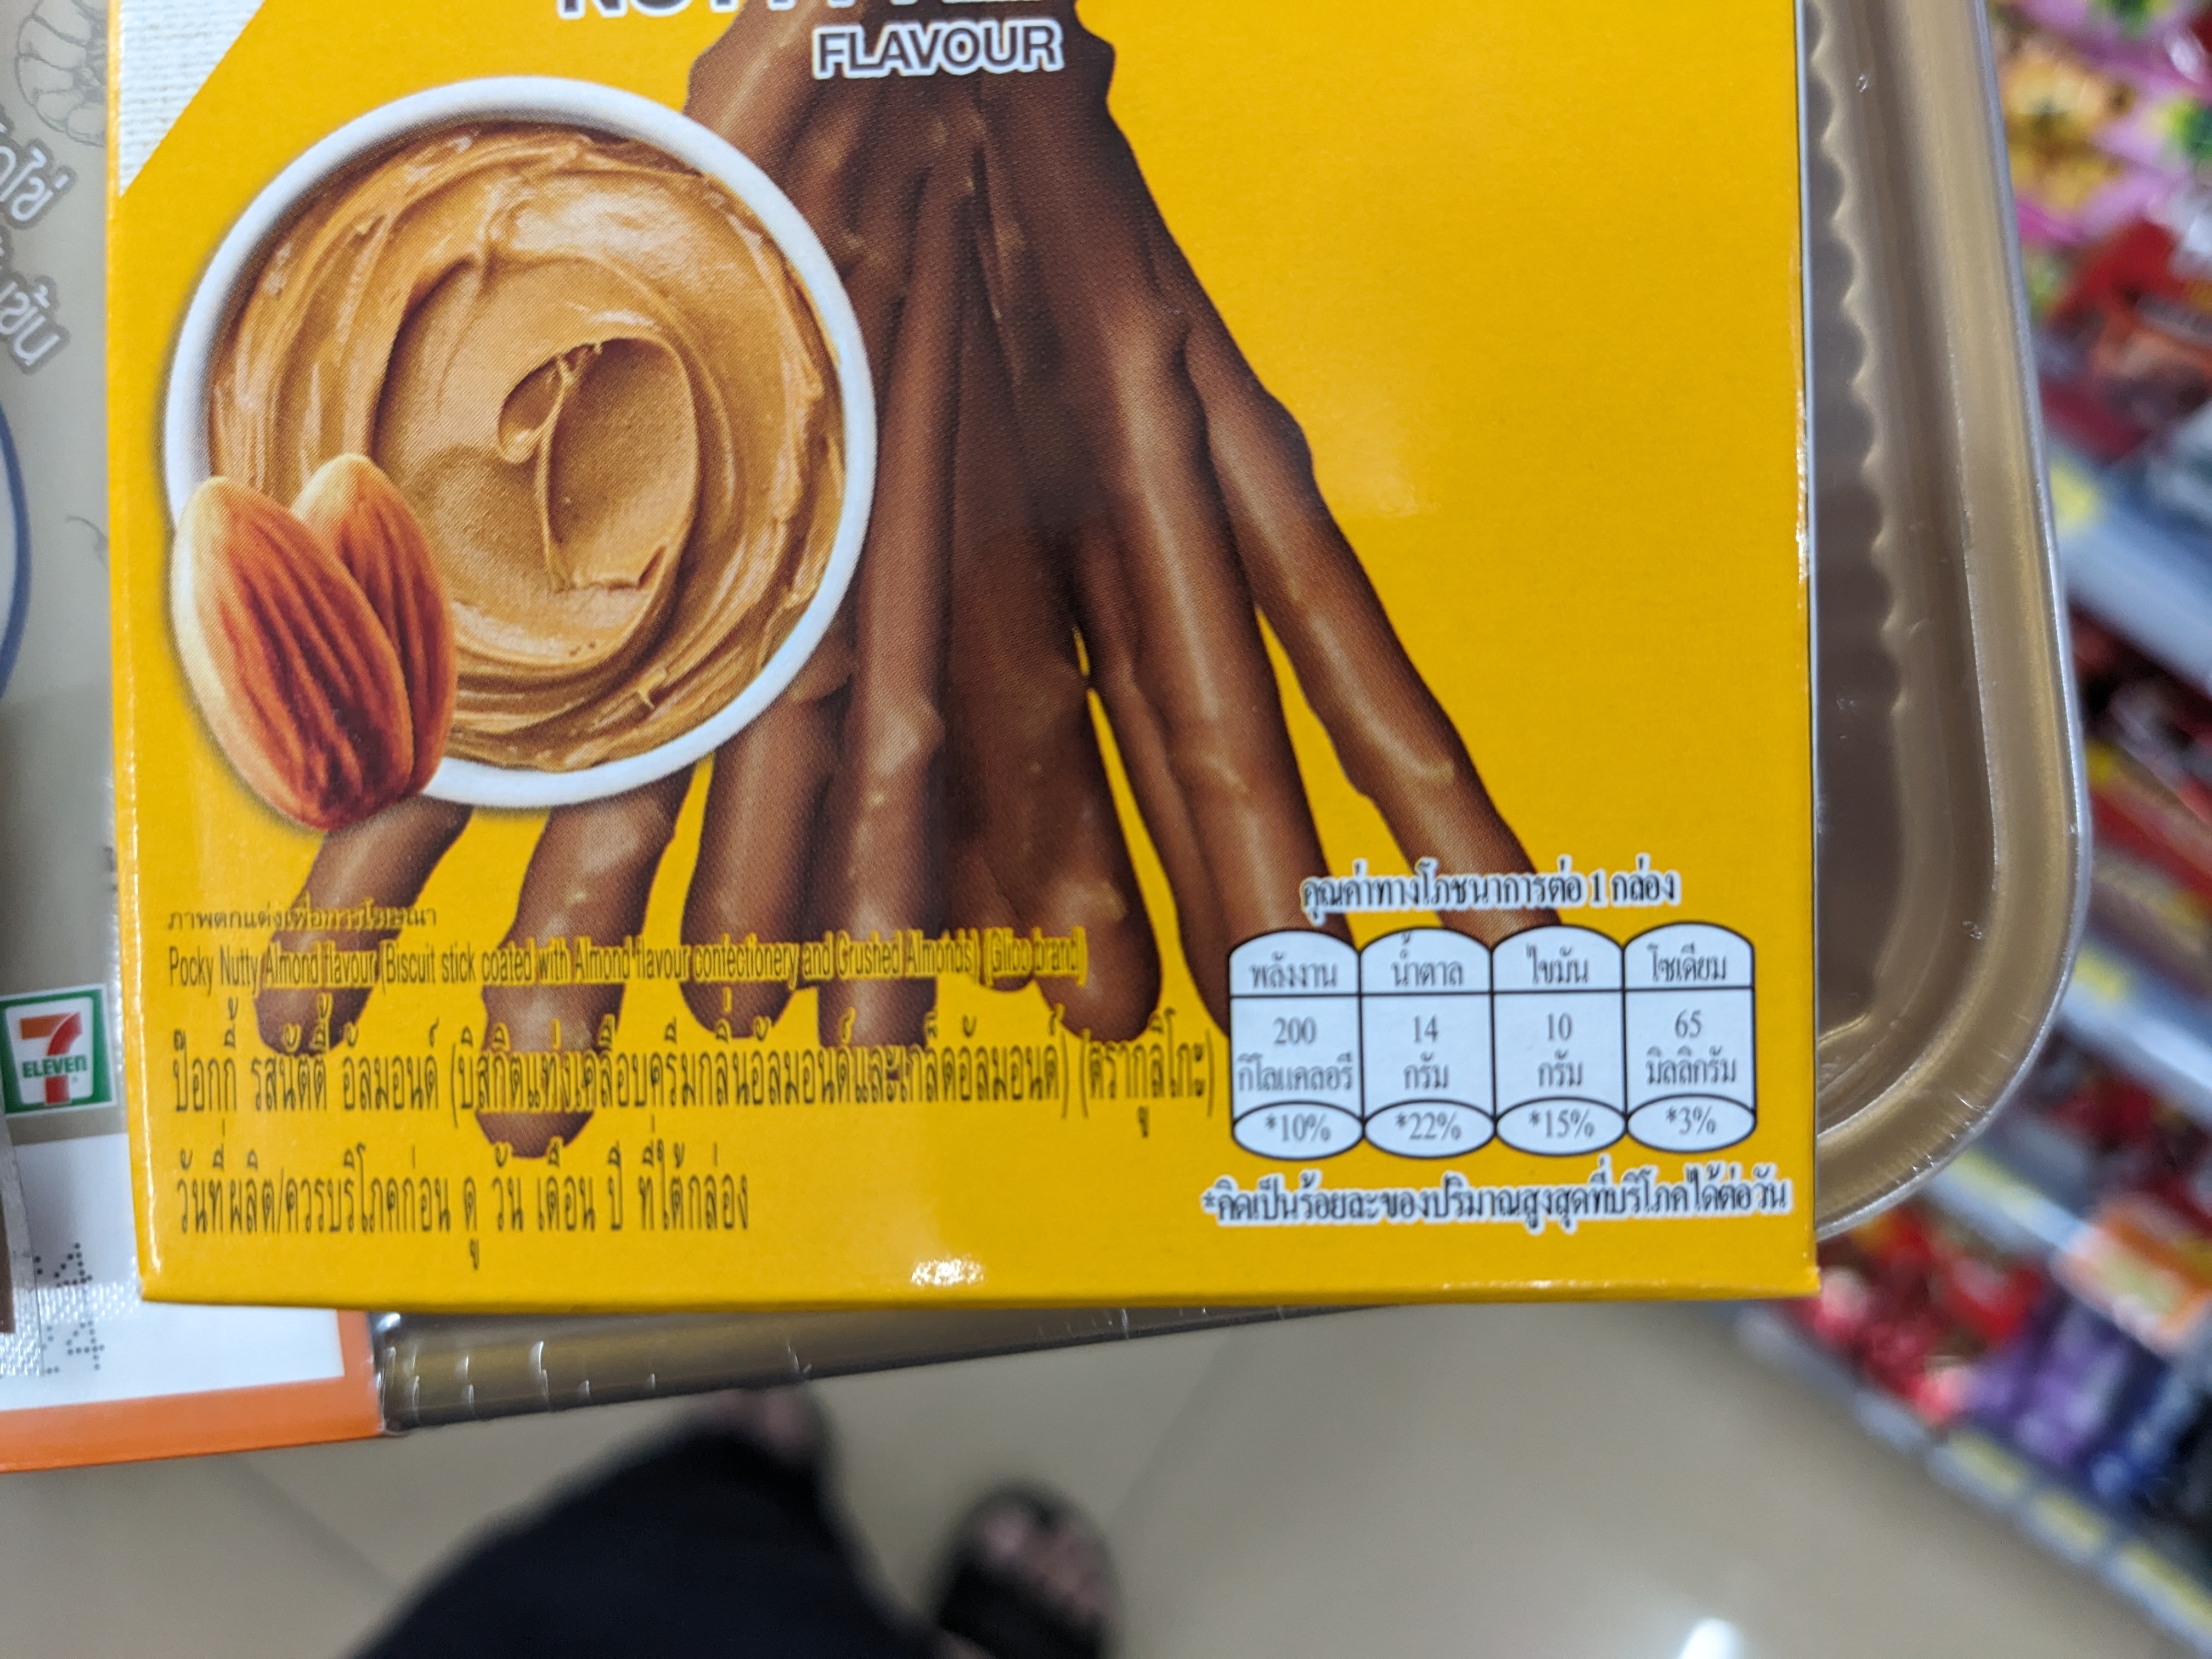 FLAVOUR
ภาพตกแต่งเพื่อการโฆษณา
Pocky Nutty Almond flavour (Biscuit stick coated with Almond flavour confectionery and Crushed Almonds) (Glico brand)
ป๊อกกี้ รสนัตตี้ อัลมอนด์ (บิสกิตแท่งเคลือบครีมกลิ่นอัลมอนด์และเกล็ดอัลมอนด์) (ตรากูลิโกะ)
วันที่ผลิต/ควรบริโภคก่อน ดู วัน เดือน ปี ที่ใต้กล่อง
คุณค่าทางโภชนาการต่อ 1 กล่อง
พลังงาน น้ำตาล ไขมัน โซเดียม
200 14 10 65
กิโลแคลอรี กรัม กรัม มิลลิกรัม
*10% *22% *15% *3%
*คิดเป็นร้อยละของปริมาณสูงสุดที่บริโภคได้ต่อวัน
7
ELEVEN